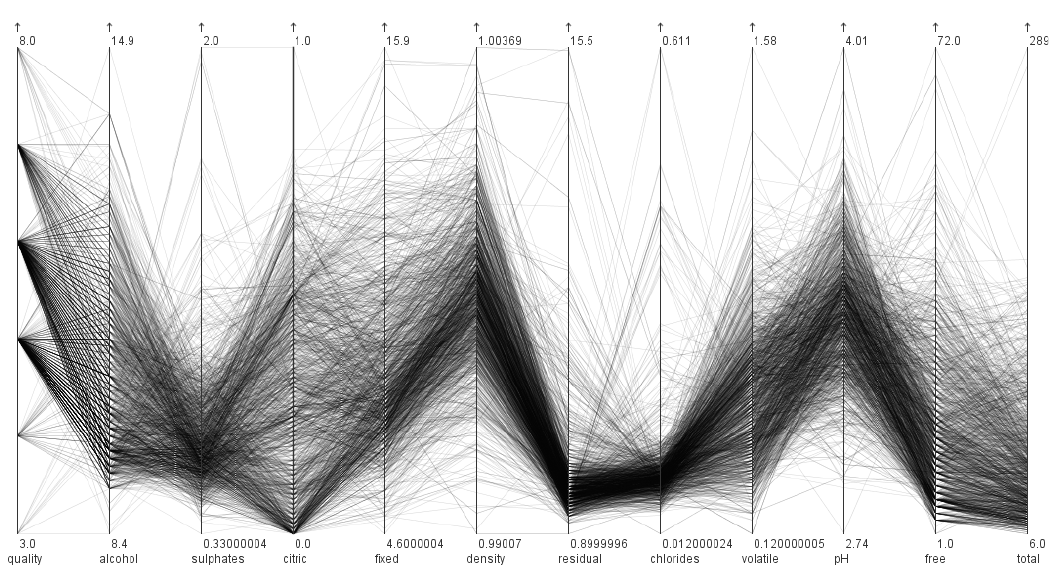 8.0 14.9 2.0 1.0 15.9 1.00369 15.5 0.611 1.58 4.01 72.0 289
3.0 8.4 0.33000004 0.0 4.6000004 0.99007 0.8999996 0.012000024 0.120000005 2.74 1.0 6.0
quality alcohol sulphates citric fixed density residual chlorides volatile pH free total